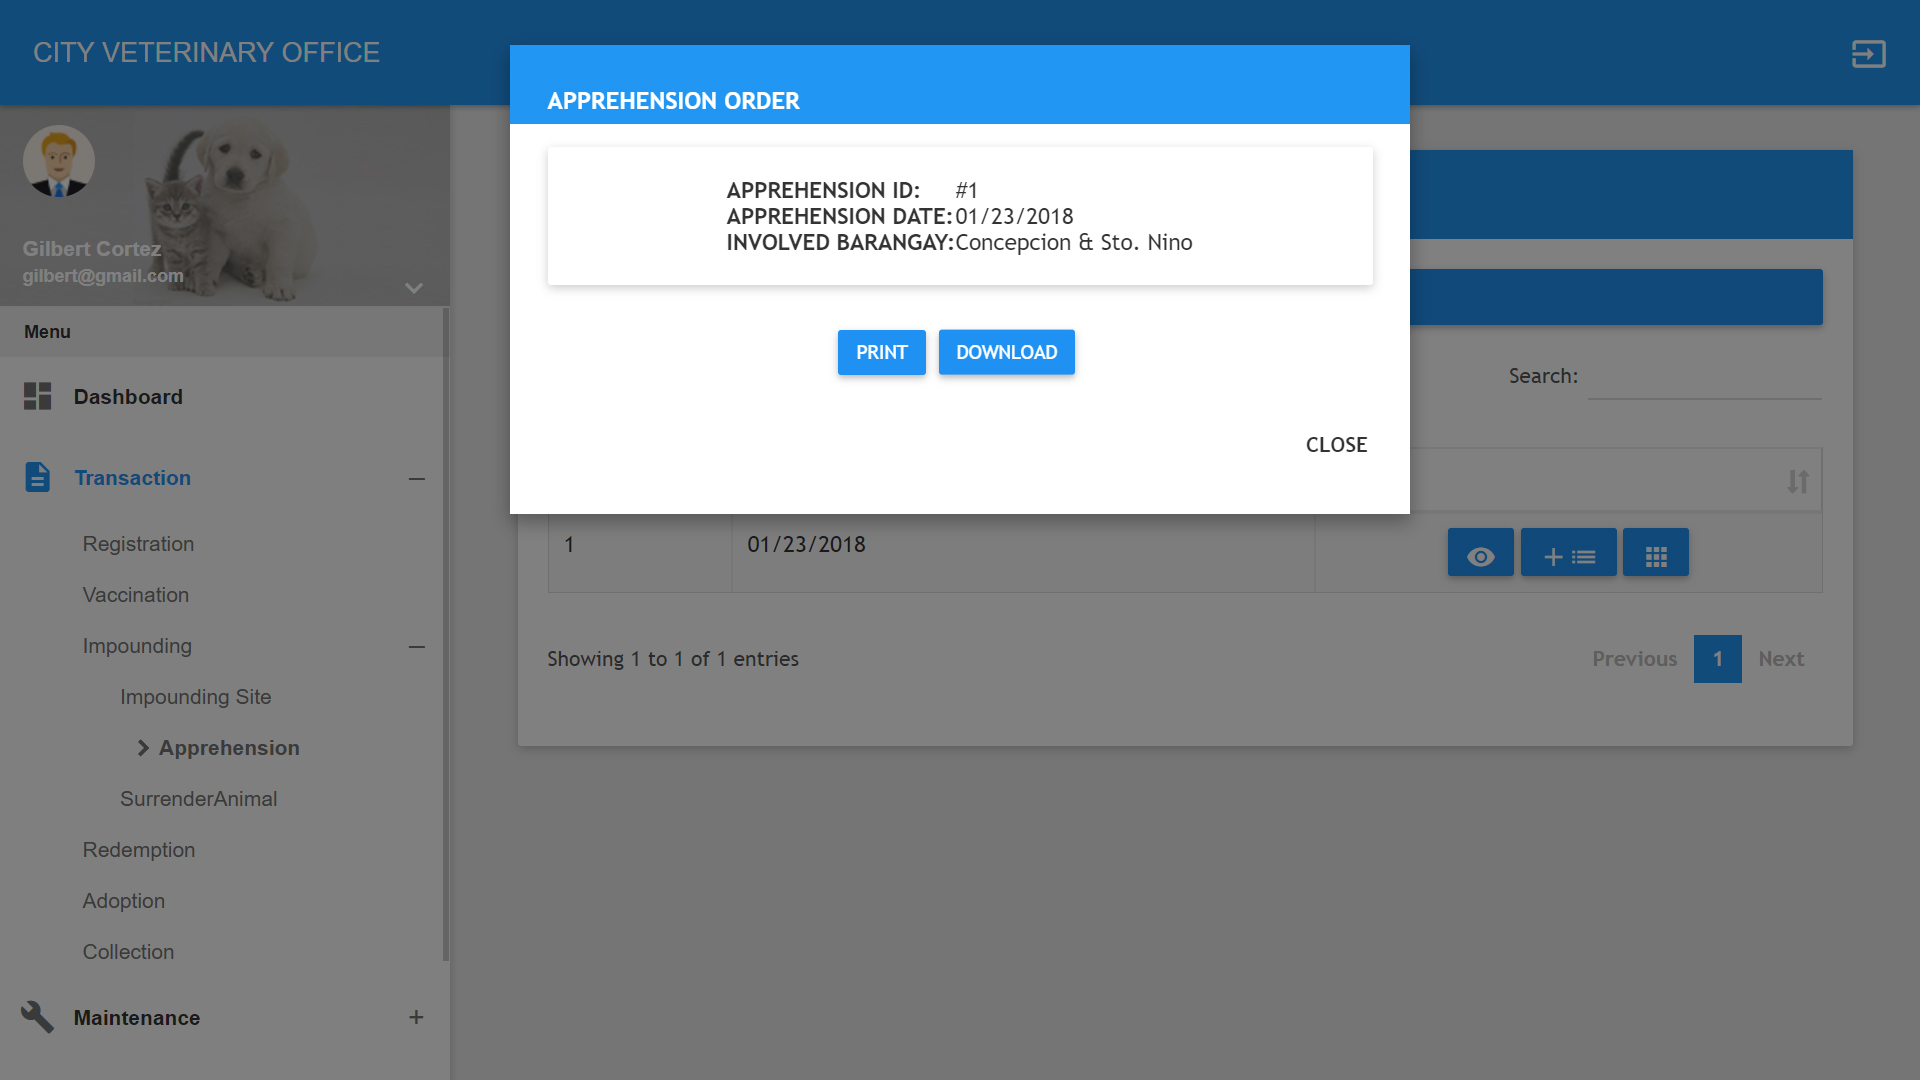 CITY VETERINARY OFFICE
Gilbert Cortez
gilbert@gmail.com
Menu
Dashboard
Transaction
Registration
Vaccination
Impounding
Impounding Site
Apprehension
SurrenderAnimal
Redemption
Adoption
Collection
Maintenance
APPREHENSION ORDER
APPREHENSION ID: #1
APPREHENSION DATE: 01/23/2018
INVOLVED BARANGAY: Concepcion & Sto. Nino
PRINT DOWNLOAD
CLOSE
Search:
1 01/23/2018
Showing 1 to 1 of 1 entries
Previous 1 Next